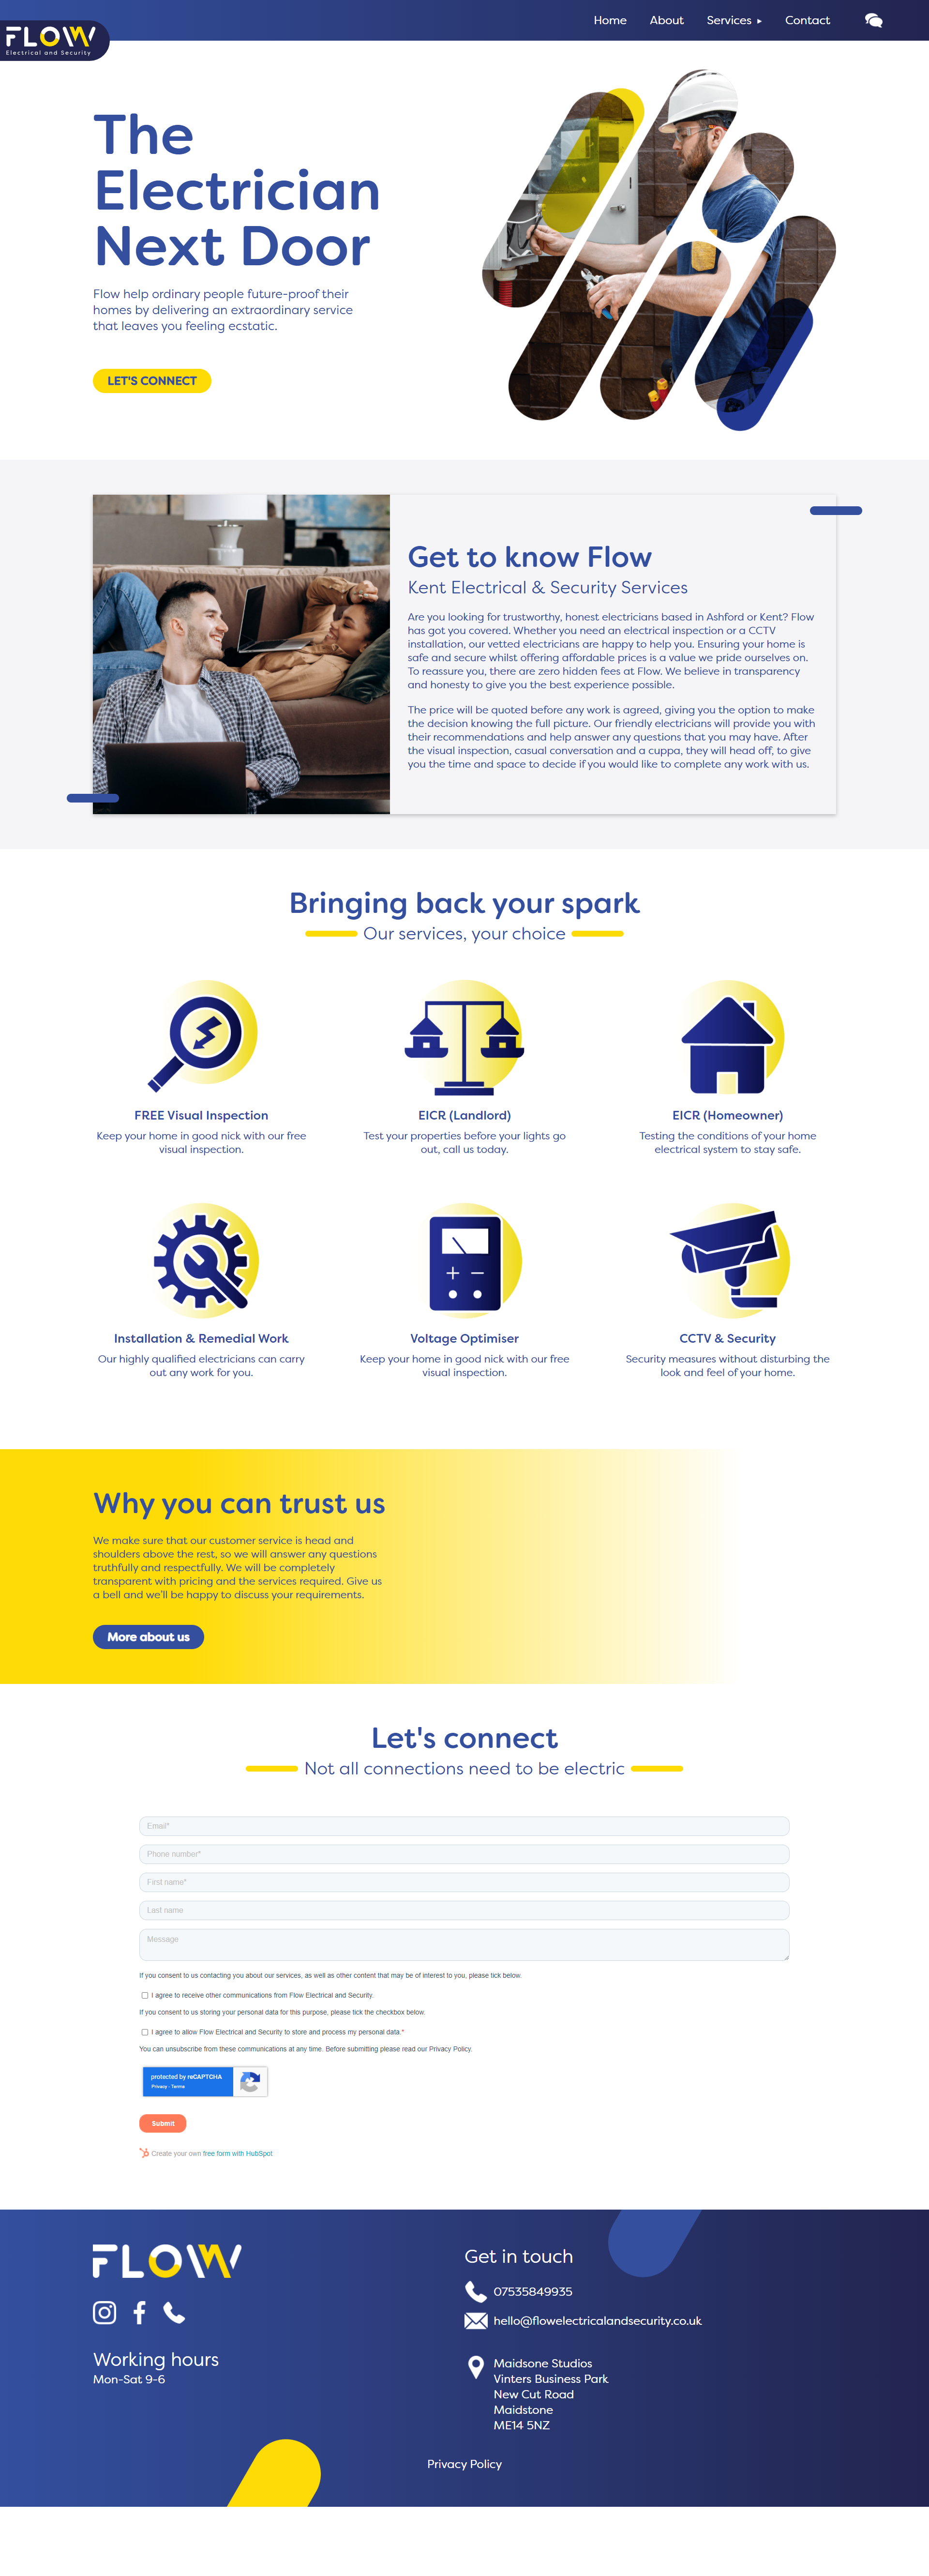 Home About Services ▸ Contact
FLOW
Electrical and Security
The
Electrician
Next Door
Flow help ordinary people future-proof their
homes by delivering an extraordinary service
that leaves you feeling ecstatic.
LET'S CONNECT
Get to know Flow
Kent Electrical & Security Services
Are you looking for trustworthy, honest electricians based in Ashford or Kent? Flow
has got you covered. Whether you need an electrical inspection or a CCTV
installation, our vetted electricians are happy to help you. Ensuring your home is
safe and secure whilst offering affordable prices is a value we pride ourselves on.
To reassure you, there are zero hidden fees at Flow. We believe in transparency
and honesty to give you the best experience possible.
The price will be quoted before any work is agreed, giving you the option to make
the decision knowing the full picture. Our friendly electricians will provide you with
their recommendations and help answer any questions that you may have. After
the visual inspection, casual conversation and a cuppa, they will head off, to give
you the time and space to decide if you would like to complete any work with us.
Bringing back your spark
Our services, your choice
FREE Visual Inspection
Keep your home in good nick with our free
visual inspection.
EICR (Landlord)
Test your properties before your lights go
out, call us today.
EICR (Homeowner)
Testing the conditions of your home
electrical system to stay safe.
Installation & Remedial Work
Our highly qualified electricians can carry
out any work for you.
Voltage Optimiser
Keep your home in good nick with our free
visual inspection.
CCTV & Security
Security measures without disturbing the
look and feel of your home.
Why you can trust us
We make sure that our customer service is head and
shoulders above the rest, so we will answer any questions
truthfully and respectfully. We will be completely
transparent with pricing and the services required. Give us
a bell and we'll be happy to discuss your requirements.
More about us
Let's connect
Not all connections need to be electric
Email*
Phone number*
First name*
Last name
Message
If you consent to us contacting you about our services, as well as other content that may be of interest to you, please tick below.
I agree to receive other communications from Flow Electrical and Security.
If you consent to us storing your personal data for this purpose, please tick the checkbox below.
I agree to allow Flow Electrical and Security to store and process my personal data.*
You can unsubscribe from these communications at any time. Before submitting please read our Privacy Policy.
protected by reCAPTCHA
Privacy - Terms
Submit
Create your own free form with HubSpot
FLOW
Working hours
Mon-Sat 9-6
Get in touch
07535849935
hello@flowelectricalandsecurity.co.uk
Maidsone Studios
Vinters Business Park
New Cut Road
Maidstone
ME14 5NZ
Privacy Policy